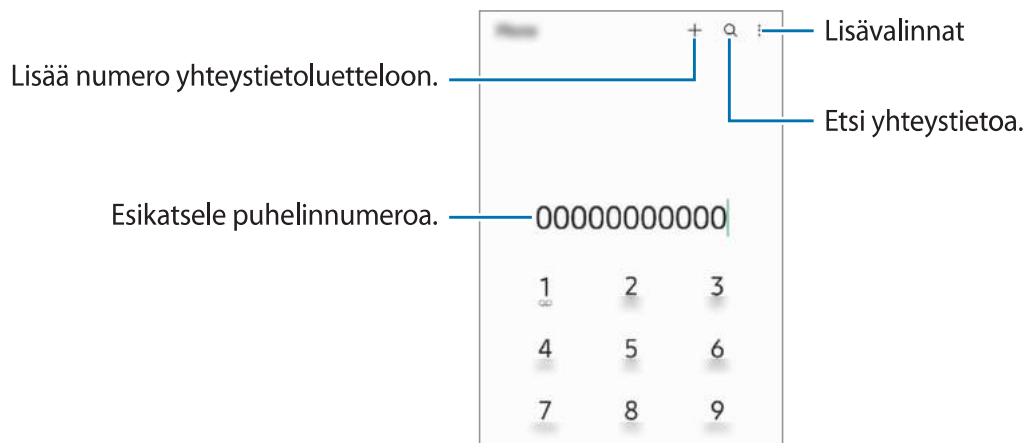 +
Lisävalinnat
Lisää numero yhteystietoluetteloon.
Etsi yhteystietoa.
Esikatsele puhelinnumeroa.
00000000000
1 2 3
4 5 6
7 8 9